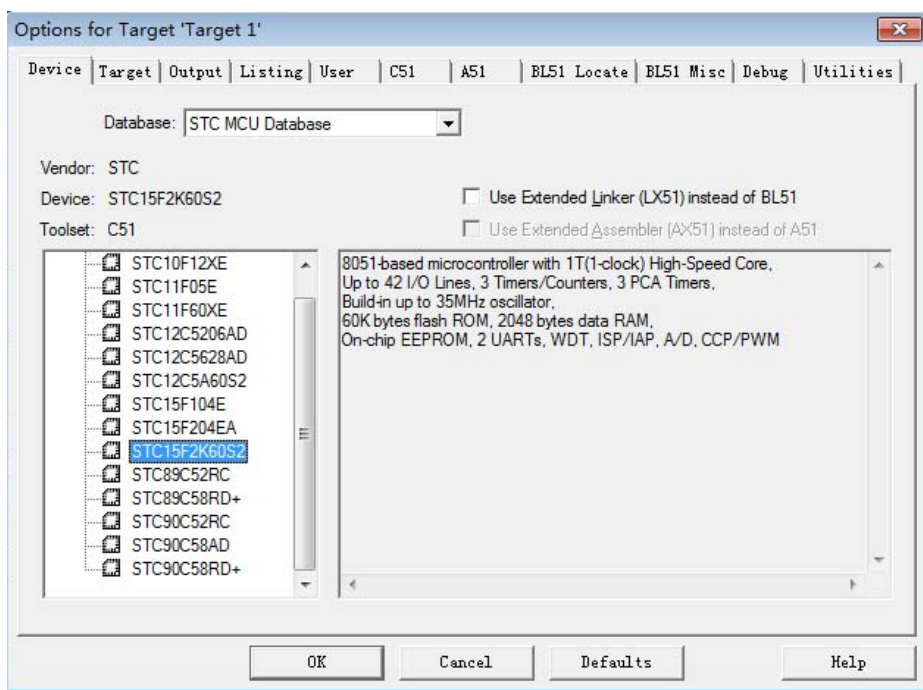 Options for Target 'Target 1'
Device Target Output Listing User C51 A51 BL51 Locate BL51 Misc Debug Utilities
Database: STC MCU Database
Vendor: STC
Device: STC15F2K60S2
Use Extended Linker (LX51) instead of BL51
Toolset: C51
Use Extended Assembler (AX51) instead of A51
STC10F12XE
STC11F05E
STC11F60XE
STC12C5206AD
STC12C5628AD
STC12C5A60S2
STC15F104E
STC15F204EA
STC15F2K60S2
STC89C52RC
STC89C58RD+
STC90C52RC
STC90C58AD
STC90C58RD+
8051-based microcontroller with 1T(1-clock) High-Speed Core,
Up to 42 I/O Lines, 3 Timers/Counters, 3 PCA Timers,
Build-in up to 35MHz oscillator,
60K bytes flash ROM, 2048 bytes data RAM,
On-chip EEPROM, 2 UARTs, WDT, ISP/IAP, A/D, CCP/PWM
OK Cancel Defaults Help